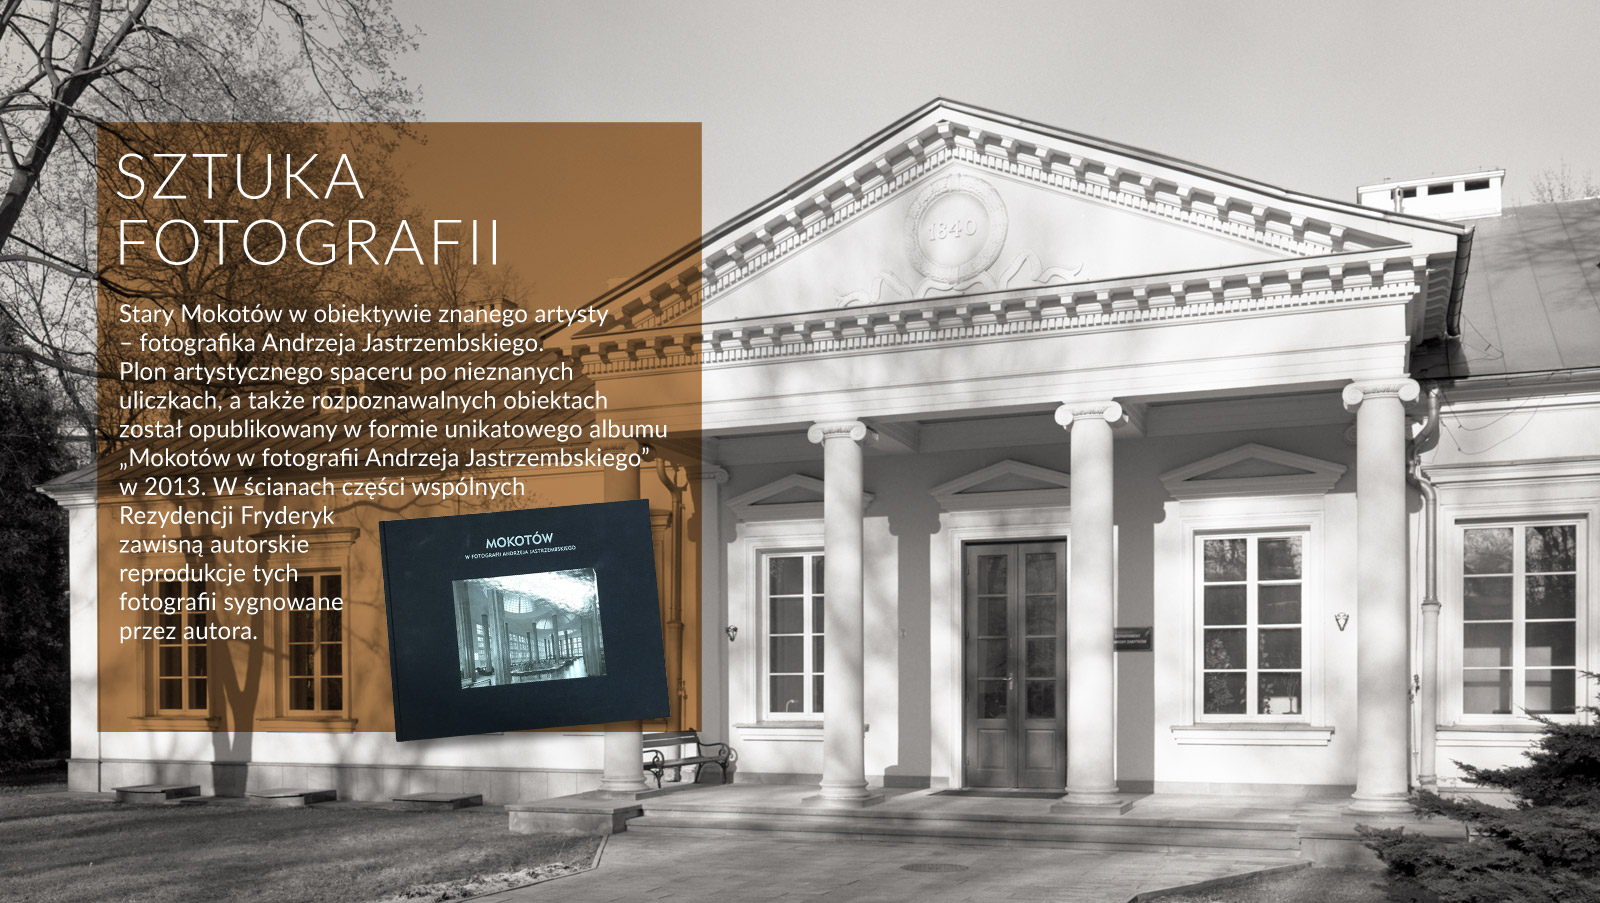 SZTUKA
FOTOGRAFII
Stary Mokotów w obiektywie znanego artysty
– fotografika Andrzeja Jastrzembskiego.
Plon artystycznego spaceru po nieznanych
uliczkach, a także rozpoznawalnych obiektach
został opublikowany w formie unikatowego albumu
„Mokotów w fotografii Andrzeja Jastrzembskiego”
w 2013. W ścianach części wspólnych
Rezydencji Fryderyk
zawisną autorskie
reprodukcje tych
fotografii sygnowane
przez autora.
MOKOTÓW
W FOTOGRAFII ANDRZEJA JASTRZEMBSKIEGO
1840